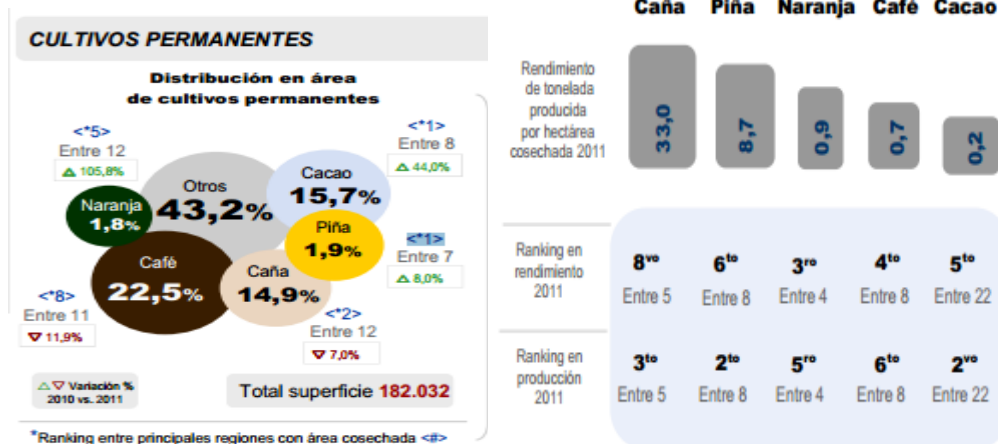 CULTIVOS PERMANENTES
Distribución en área
de cultivos permanentes
<*5>
Entre 12
△ 105,8%
<*1>
Entre 8
△ 44,0%
Otros
43,2%
Cacao
15,7%
Naranja
1,8%
Piña
1,9%
<*1>
Entre 7
△ 8,0%
Café
22,5%
Caña
14,9%
<*8>
Entre 11
▽ 11,9%
<*2>
Entre 12
▽ 7,0%
△▽ Variación %
2010 vs. 2011
Total superficie 182.032
*Ranking entre principales regiones con área cosechada <#>
Caña Piña Naranja Café Cacao
Rendimiento
de tonelada
producida
por hectárea
cosechada 2011
33,0 8,7 0,9 0,7 0,2
Ranking en
rendimiento
2011
8vo 6to 3ro 4to 5to
Entre 5 Entre 8 Entre 4 Entre 8 Entre 22
Ranking en
producción
2011
3to 2to 5ro 6to 2vo
Entre 5 Entre 8 Entre 4 Entre 8 Entre 22